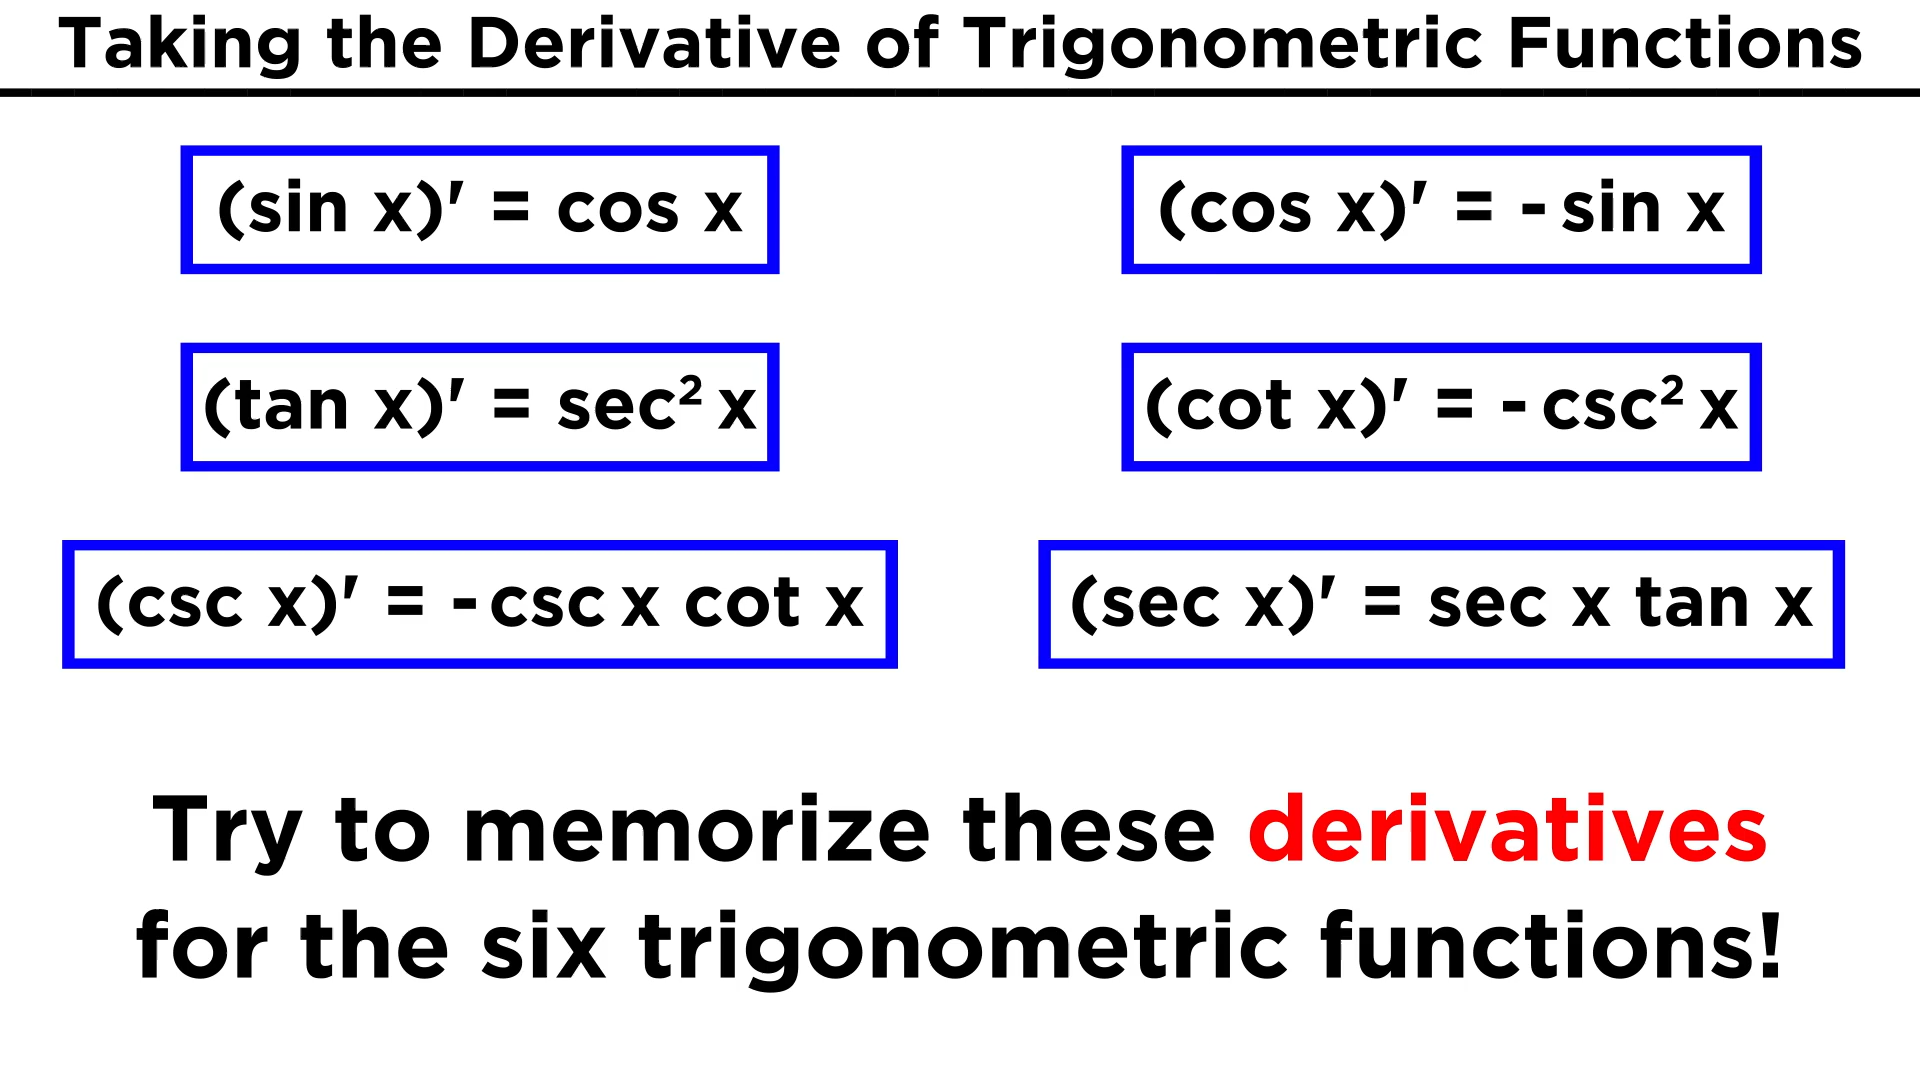 Taking the Derivative of Trigonometric Functions
(sin x)' = cos x
(cos x)' = - sin x
(tan x)' = sec² x
(cot x)' = - csc² x
(csc x)' = - csc x cot x
(sec x)' = sec x tan x
Try to memorize these derivatives
for the six trigonometric functions!